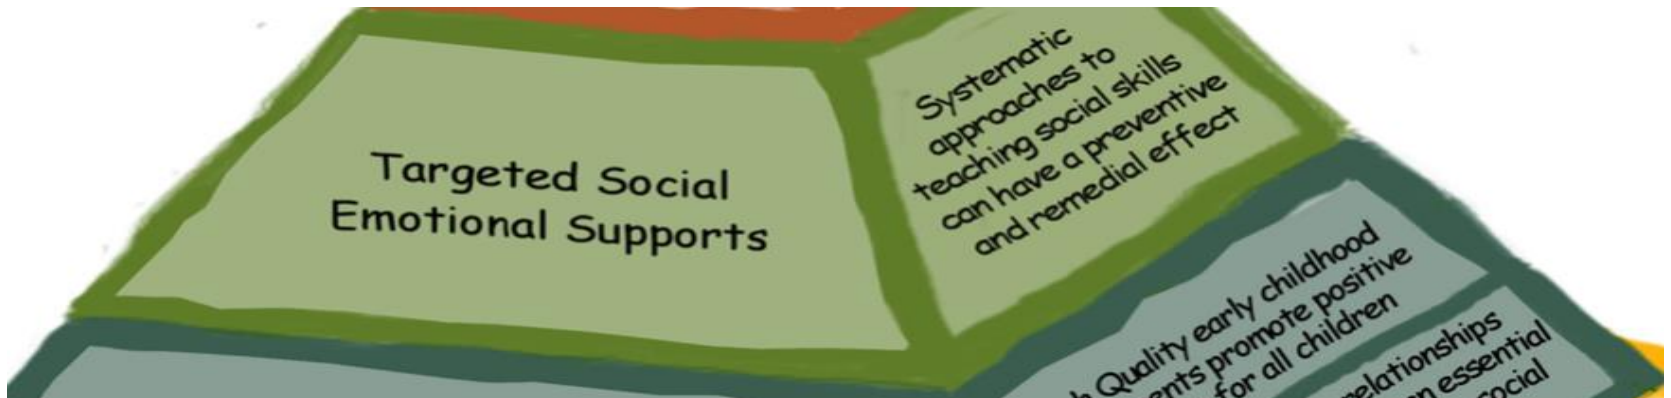 Targeted Social
Emotional Supports
Systematic
approaches to
teaching social skills
can have a preventive
and remedial effect
Quality early childhood
promote positive
for all children
essential